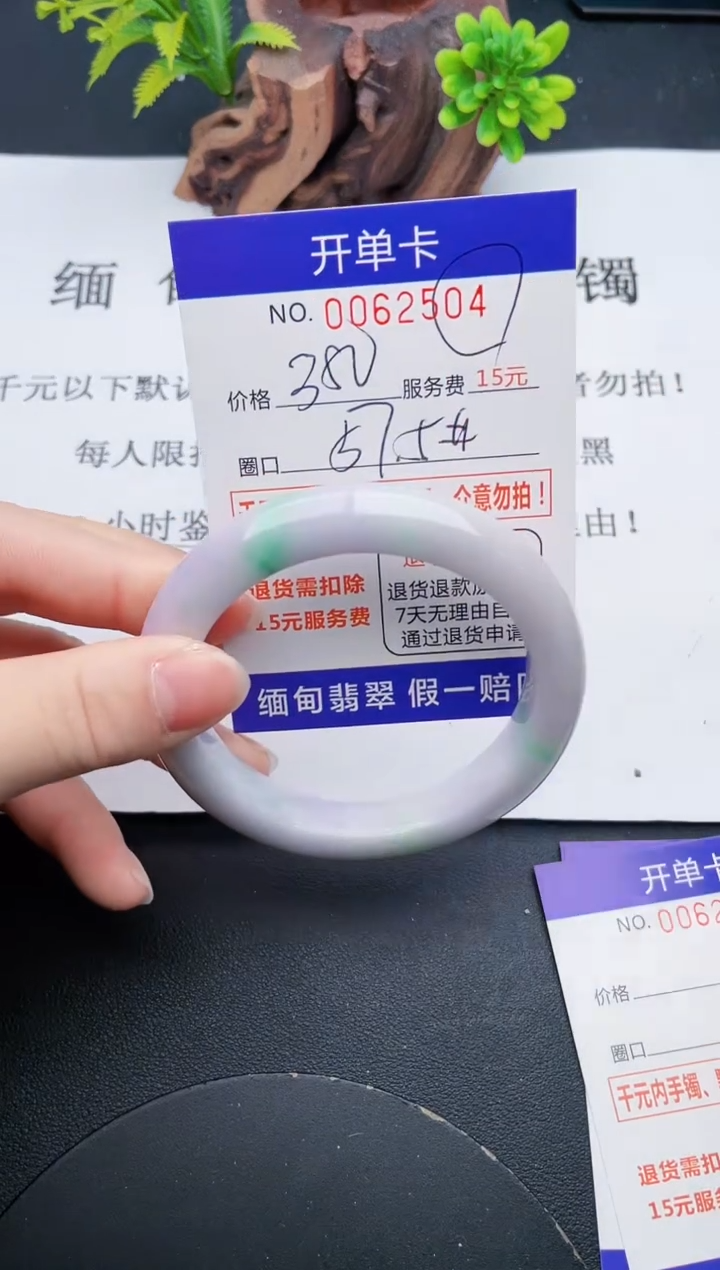 开单卡
缅
镯
NO. 0062504
价格 380 服务费 15元
千元以下默认
者勿拍！
圈口 57.5#
每人限拍
黑
介意勿拍！
小时鉴
理由！
退货需扣除
15元服务费
退货退款
7天无理由自
通过退货申请
缅甸翡翠 假一赔
开单卡
NO. 0062
价格
圈口
千元内手镯、
退货需扣
15元服务